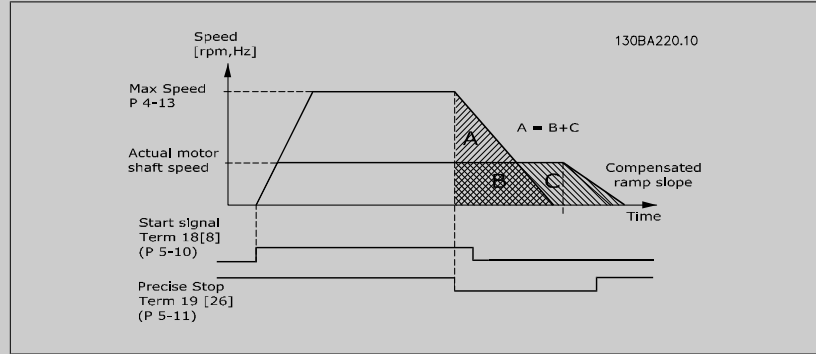 Speed
[rpm,Hz]
130BA220.10
Max Speed
P 4-13
A
A = B+C
Actual motor
shaft speed
B
C
Compensated
ramp slope
Time
Start signal
Term 18[8]
(P 5-10)
Precise Stop
Term 19 [26]
(P 5-11)